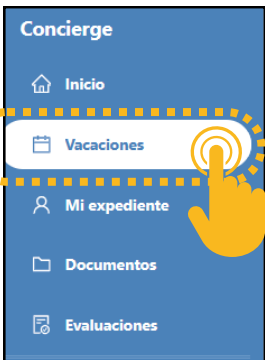 Concierge
Inicio
Vacaciones
Mi expediente
Documentos
Evaluaciones